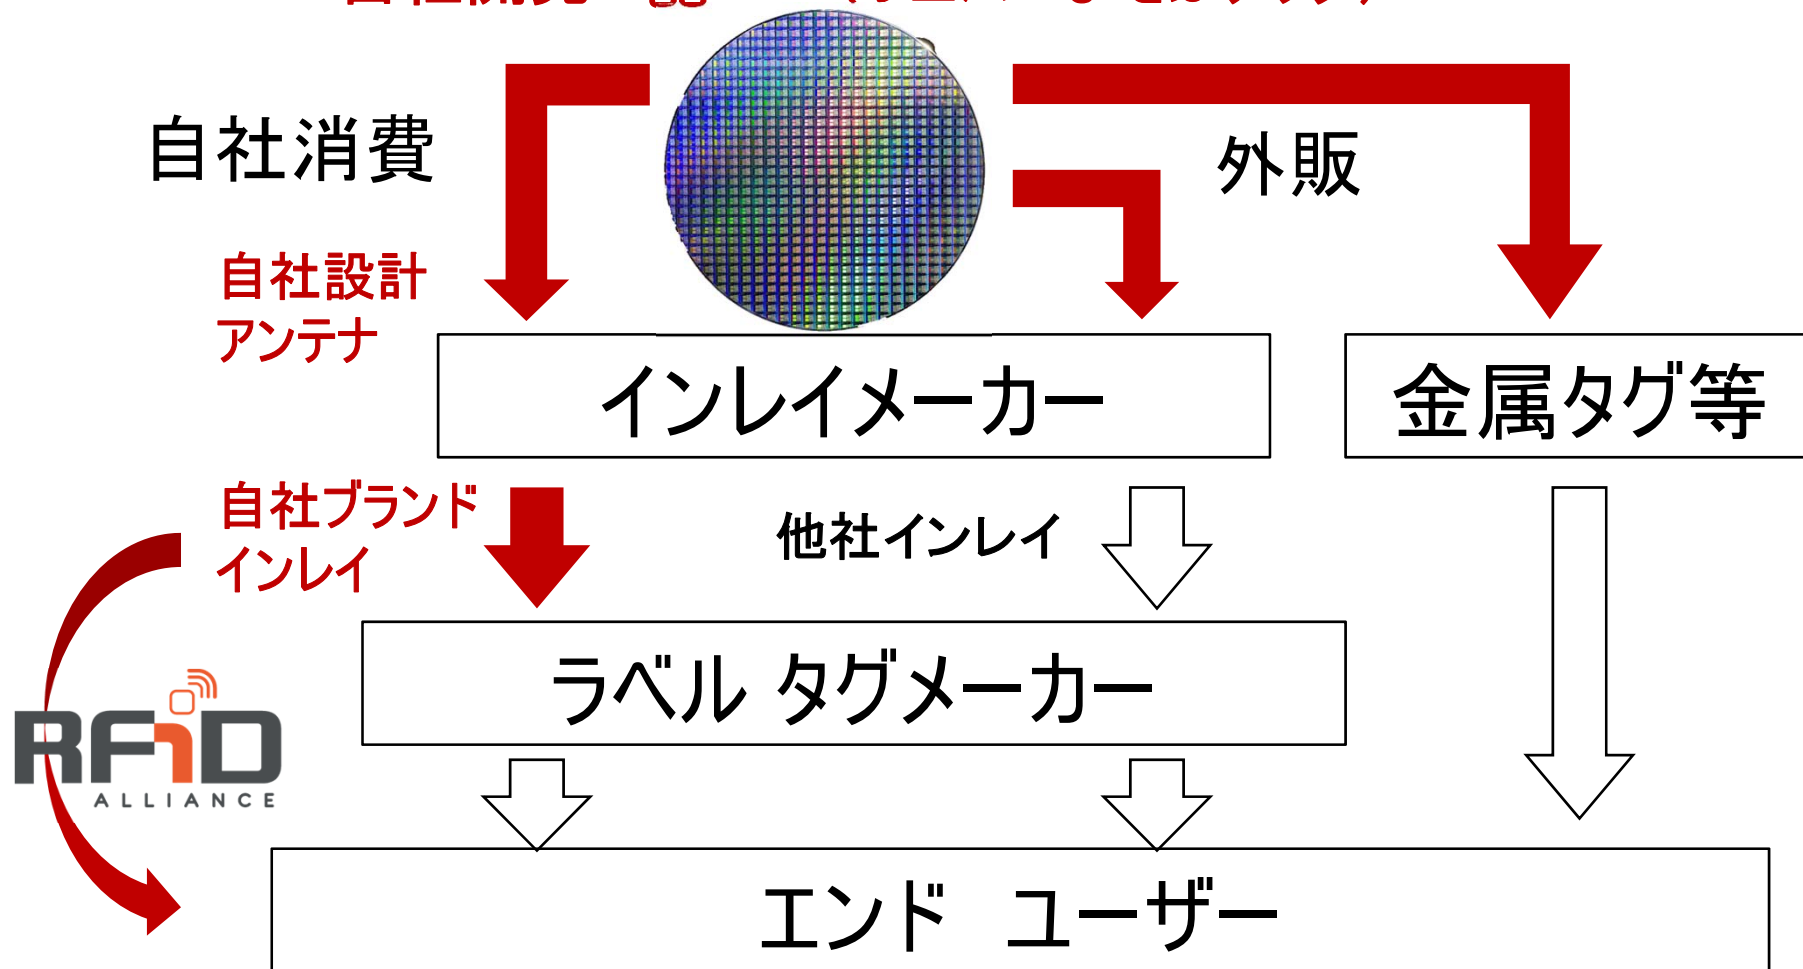 自社消費
外販
自社設計
アンテナ
インレイメーカー
金属タグ等
自社ブランド
インレイ
他社インレイ
ラベル タグメーカー
RFiD
ALLIANCE
エンド ユーザー